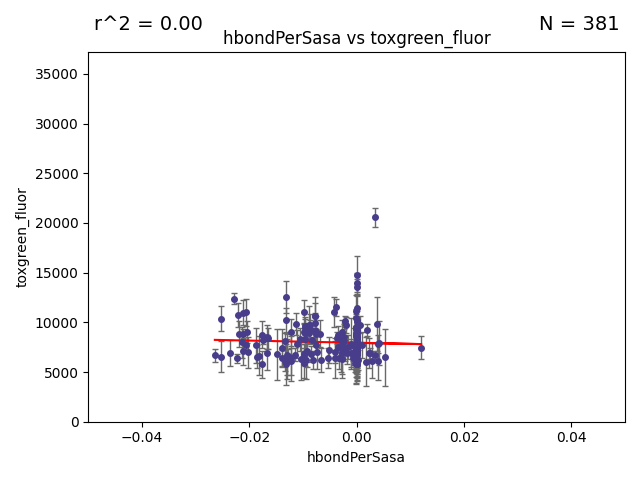 r^2 = 0.00
N = 381
hbondPerSasa vs toxgreen_fluor
35000
30000
25000
20000
15000
10000
5000
0
toxgreen_fluor
−0.04
−0.02
0.00
0.02
0.04
hbondPerSasa